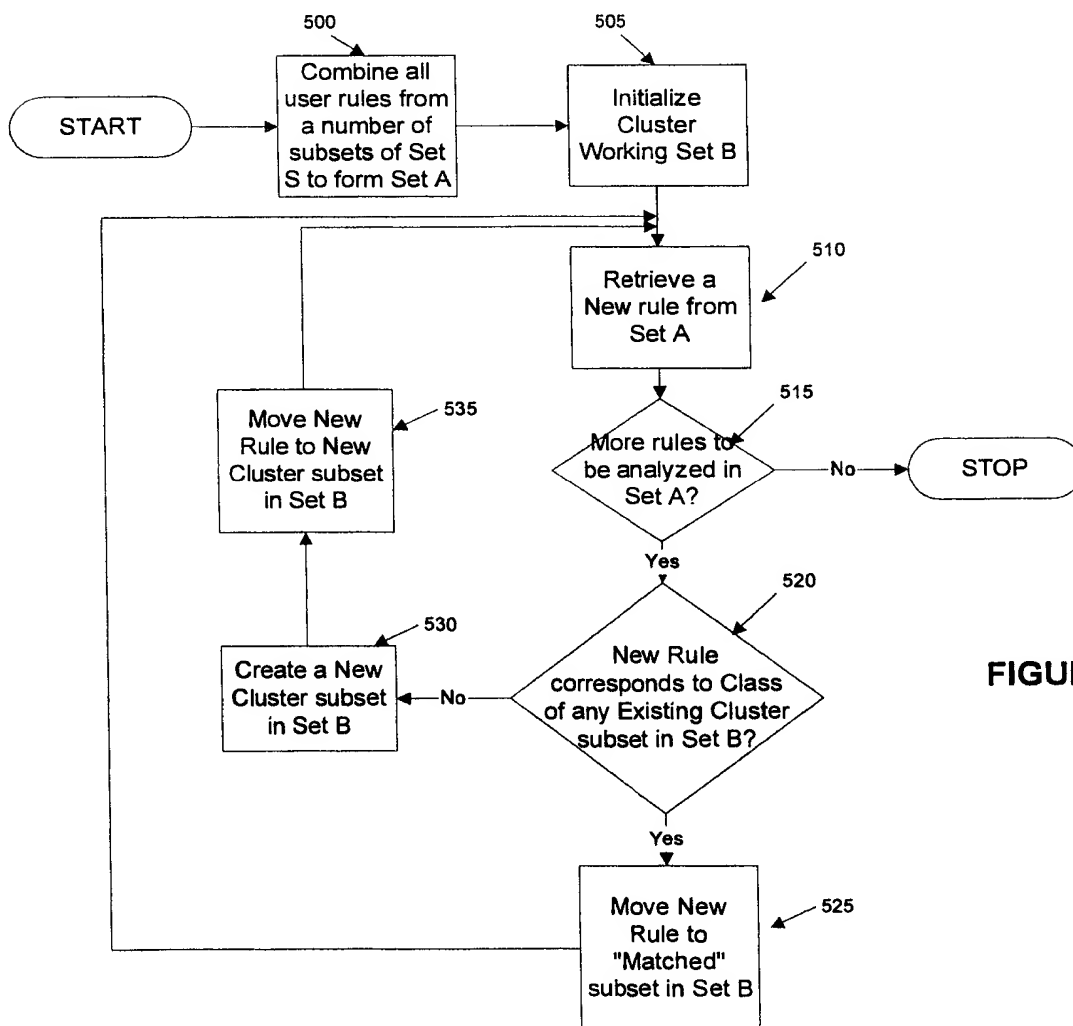 500
505
START
Combine all
user rules from
a number of
subsets of Set
S to form Set A
Initialize
Cluster
Working Set B
510
Retrieve a
New rule from
Set A
535
Move New
Rule to New
Cluster subset
in Set B
515
More rules to
be analyzed in
Set A?
No
STOP
Yes
520
530
Create a New
Cluster subset
in Set B
No
New Rule
corresponds to Class
of any Existing Cluster
subset in Set B?
FIGU
Yes
525
Move New
Rule to
"Matched"
subset in Set B